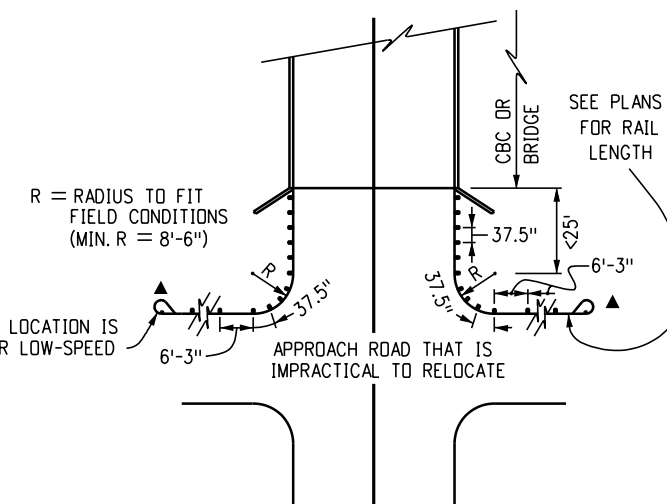 CBC OR
BRIDGE
SEE PLANS
FOR RAIL
LENGTH
R = RADIUS TO FIT
FIELD CONDITIONS
(MIN. R = 8'-6")
37.5"
<25'
R
R
6'-3"
37.5"
37.5"
LOCATION IS
R LOW-SPEED
6'-3"
APPROACH ROAD THAT IS
IMPRACTICAL TO RELOCATE